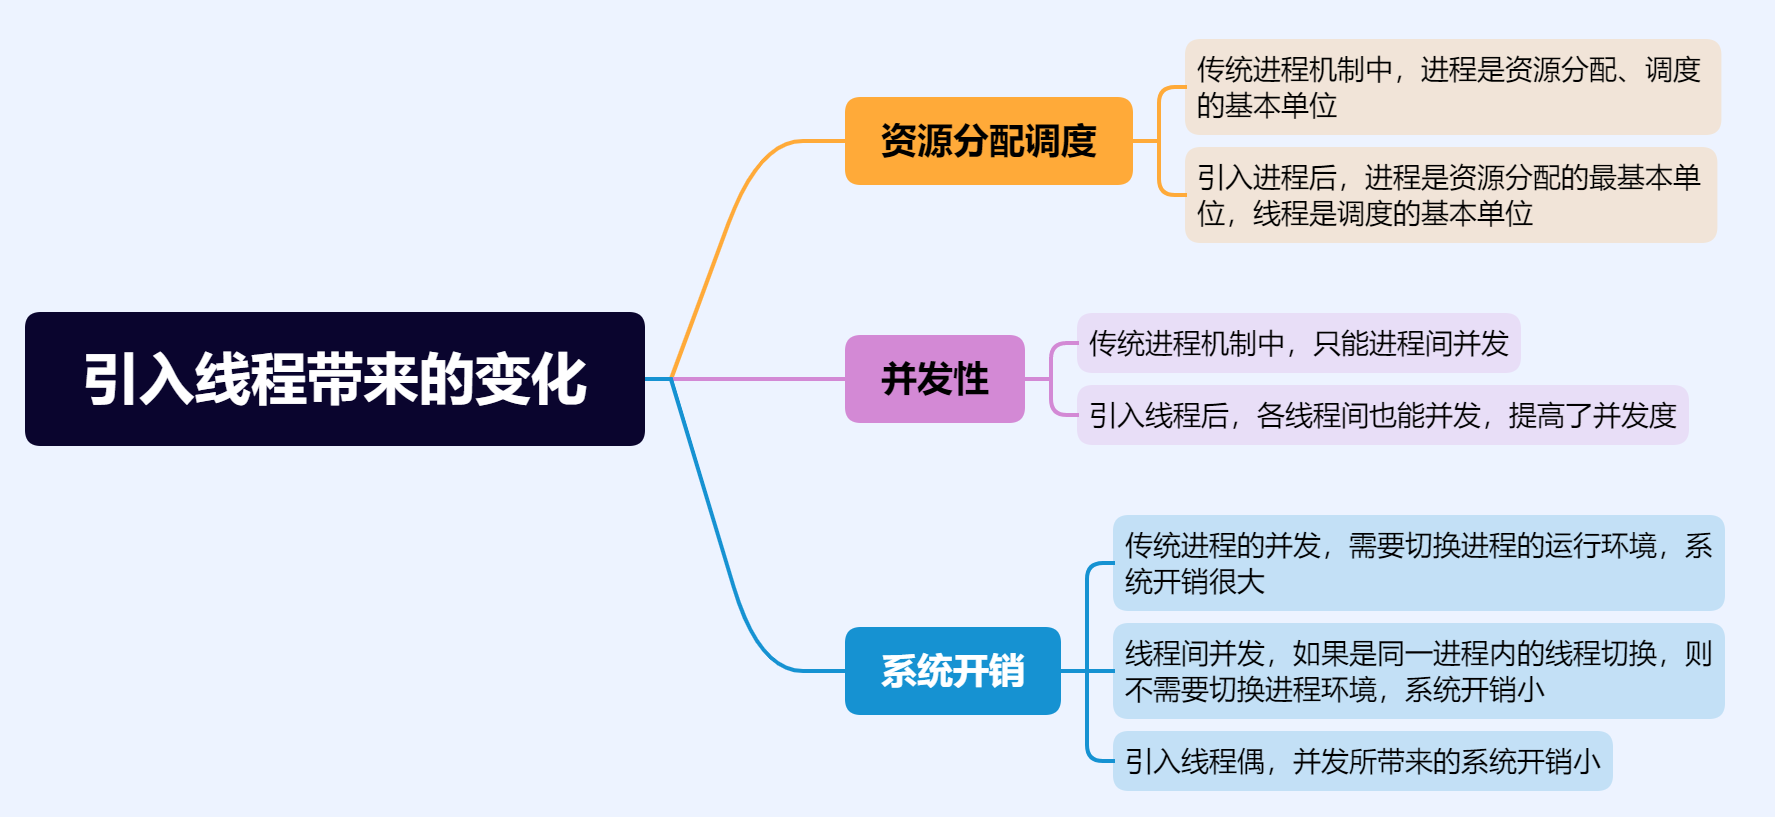 引入线程带来的变化
资源分配调度
传统进程机制中，进程是资源分配、调度
的基本单位
引入进程后，进程是资源分配的最基本单
位，线程是调度的基本单位
并发性
传统进程机制中，只能进程间并发
引入线程后，各线程间也能并发，提高了并发度
系统开销
传统进程的并发，需要切换进程的运行环境，系
统开销很大
线程间并发，如果是同一进程内的线程切换，则
不需要切换进程环境，系统开销小
引入线程偶，并发所带来的系统开销小